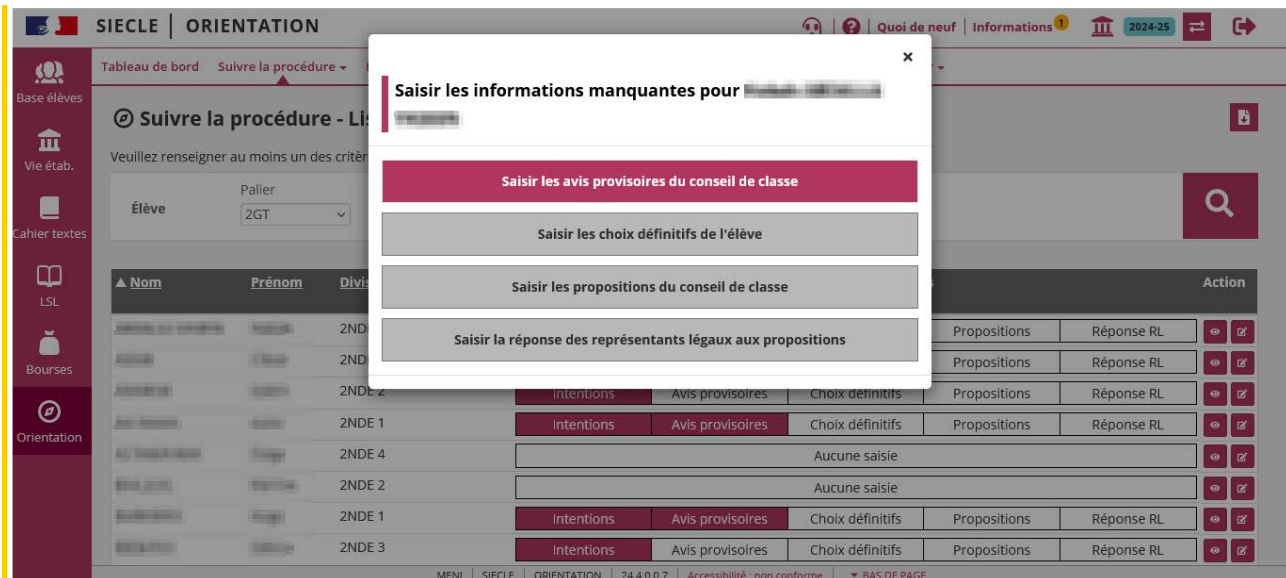 SIECLE | ORIENTATION
Quoi de neuf | Informations 1 2024-25
Tableau de bord Suivre la procédure
Base élèves
Vie étab.
Cahier textes
LSL
Bourses
Orientation
Suivre la procédure - Li
Veuillez renseigner au moins un des critèr
Élève
Palier
2GT
×
Saisir les informations manquantes pour
Saisir les avis provisoires du conseil de classe
Saisir les choix définitifs de l'élève
Saisir les propositions du conseil de classe
Saisir la réponse des représentants légaux aux propositions
▲ Nom Prénom Divis Action
2ND Propositions Réponse RL
2ND Propositions Réponse RL
2NDE 2 Intentions Avis provisoires Choix définitifs Propositions Réponse RL
2NDE 1 Intentions Avis provisoires Choix définitifs Propositions Réponse RL
2NDE 4 Aucune saisie
2NDE 2 Aucune saisie
2NDE 1 Intentions Avis provisoires Choix définitifs Propositions Réponse RL
2NDE 3 Intentions Avis provisoires Choix définitifs Propositions Réponse RL
MENJ | SIECLE | ORIENTATION | 24.4.0.0.7 | Accessibilité : non conforme | ▼ BAS DE PAGE